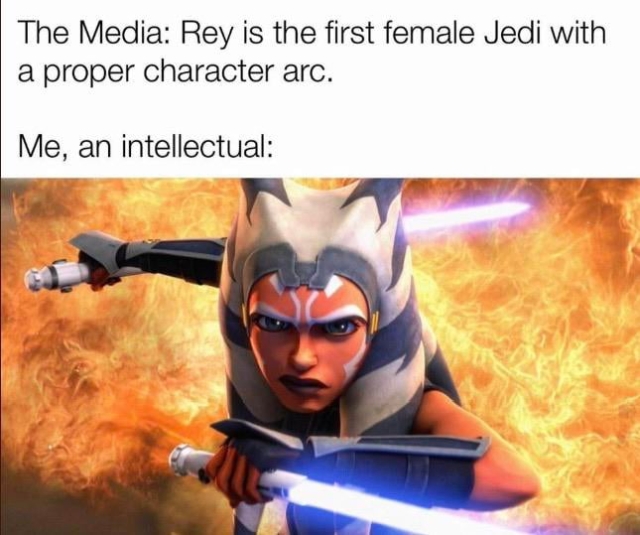 The Media: Rey is the first female Jedi with
a proper character arc.
Me, an intellectual: